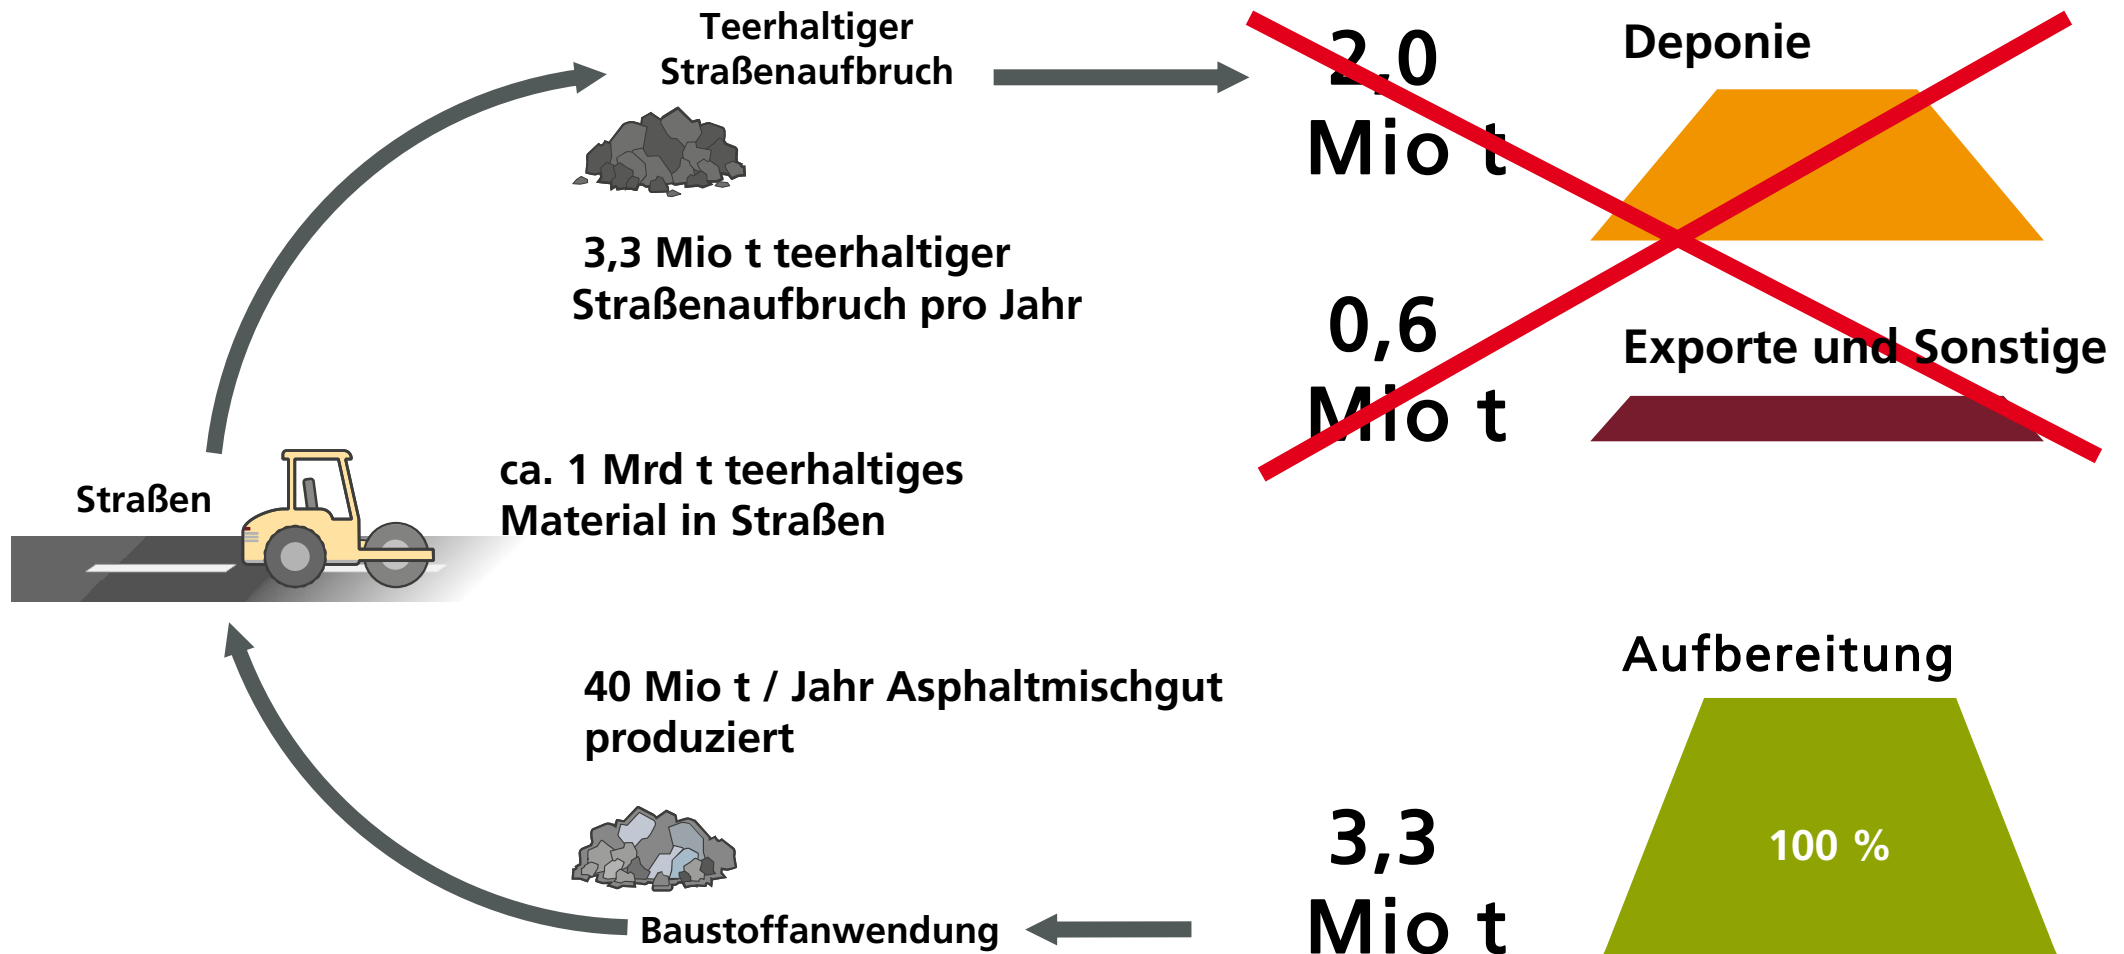 Teerhaltiger
Straßenaufbruch
2,0
Mio t
Deponie
3,3 Mio t teerhaltiger
Straßenaufbruch pro Jahr
0,6
Mio t
Exporte und Sonstige
Straßen
ca. 1 Mrd t teerhaltiges
Material in Straßen
40 Mio t / Jahr Asphaltmischgut
produziert
Aufbereitung
100 %
3,3
Mio t
Baustoffanwendung